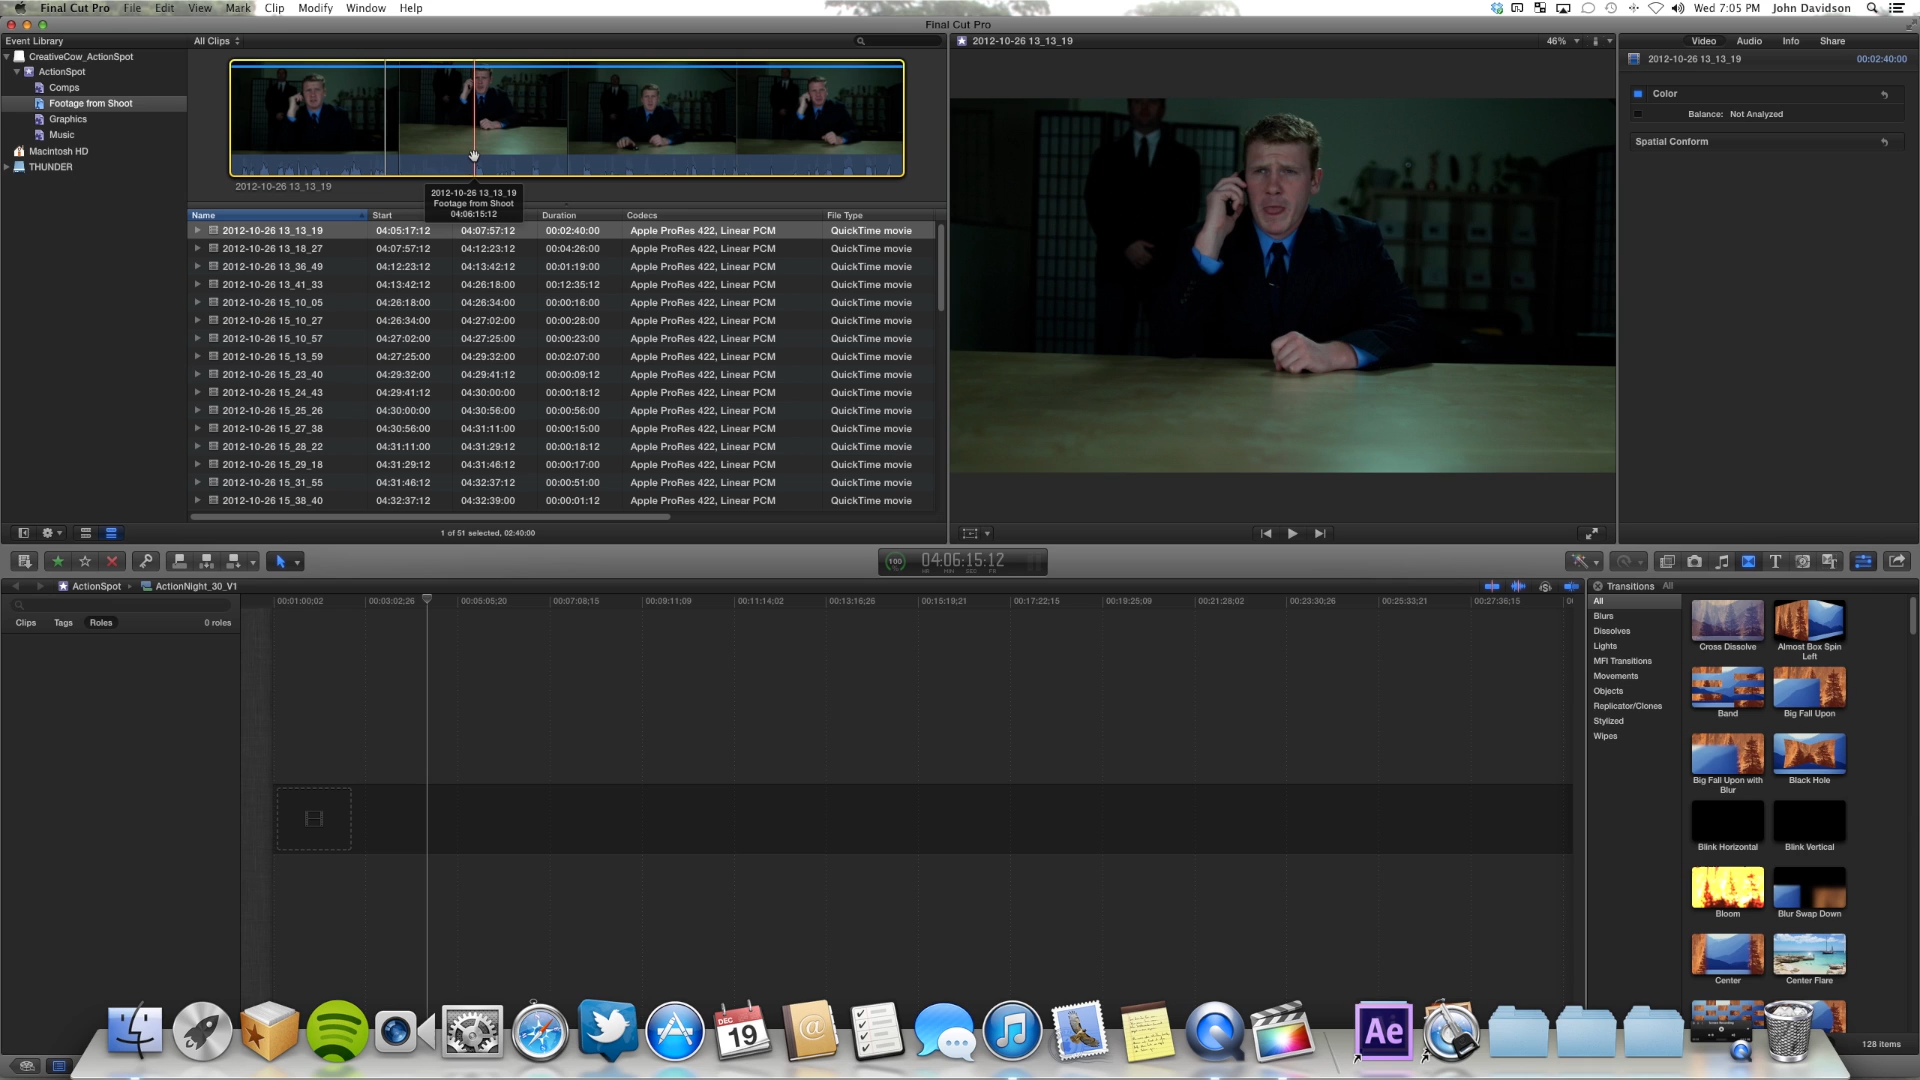 Final Cut Pro File Edit View Mark Clip Modify Window Help Wed 7:05 PM John Davidson
Final Cut Pro
Event Library
All Clips
2012-10-26 13_13_19
46%
Video Audio Info Share
CreativeCow_ActionSpot
ActionSpot
Comps
Footage from Shoot
Graphics
Music
Macintosh HD
THUNDER
2012-10-26 13_13_19
2012-10-26 13_13_19
Footage from Shoot
04:06:15:12
2012-10-26 13_13_19 00:02:40:00
Color
Balance: Not Analyzed
Spatial Conform
Name Start Duration Codecs File Type
2012-10-26 13_13_19 04:05:17:12 04:07:57:12 00:02:40:00 Apple ProRes 422, Linear PCM QuickTime movie
2012-10-26 13_18_27 04:07:57:12 04:12:23:12 00:04:26:00 Apple ProRes 422, Linear PCM QuickTime movie
2012-10-26 13_36_49 04:12:23:12 04:13:42:12 00:01:19:00 Apple ProRes 422, Linear PCM QuickTime movie
2012-10-26 13_41_33 04:13:42:12 04:26:18:00 00:12:35:12 Apple ProRes 422, Linear PCM QuickTime movie
2012-10-26 15_10_05 04:26:18:00 04:26:34:00 00:00:16:00 Apple ProRes 422, Linear PCM QuickTime movie
2012-10-26 15_10_27 04:26:34:00 04:27:02:00 00:00:28:00 Apple ProRes 422, Linear PCM QuickTime movie
2012-10-26 15_10_57 04:27:02:00 04:27:25:00 00:00:23:00 Apple ProRes 422, Linear PCM QuickTime movie
2012-10-26 15_13_59 04:27:25:00 04:29:32:00 00:02:07:00 Apple ProRes 422, Linear PCM QuickTime movie
2012-10-26 15_23_40 04:29:32:00 04:29:41:12 00:00:09:12 Apple ProRes 422, Linear PCM QuickTime movie
2012-10-26 15_24_43 04:29:41:12 04:30:00:00 00:00:18:12 Apple ProRes 422, Linear PCM QuickTime movie
2012-10-26 15_25_26 04:30:00:00 04:30:56:00 00:00:56:00 Apple ProRes 422, Linear PCM QuickTime movie
2012-10-26 15_27_38 04:30:56:00 04:31:11:00 00:00:15:00 Apple ProRes 422, Linear PCM QuickTime movie
2012-10-26 15_28_22 04:31:11:00 04:31:29:12 00:00:18:12 Apple ProRes 422, Linear PCM QuickTime movie
2012-10-26 15_29_18 04:31:29:12 04:31:46:12 00:00:17:00 Apple ProRes 422, Linear PCM QuickTime movie
2012-10-26 15_31_55 04:31:46:12 04:32:37:12 00:00:51:00 Apple ProRes 422, Linear PCM QuickTime movie
2012-10-26 15_38_40 04:32:37:12 04:32:39:00 00:00:01:12 Apple ProRes 422, Linear PCM QuickTime movie
1 of 51 selected, 02:40:00
100 04:06:15:12
HR MIN SEC FR
ActionSpot ActionNight_30_V1
00:01:00;02 00:03:02;26 00:05:05;20 00:07:08;15 00:09:11;09 00:11:14;02 00:13:16;26 00:15:19;21 00:17:22;15 00:19:25;09 00:21:28;02 00:23:30;26 00:25:33;21 00:27:36;15
Clips Tags Roles 0 roles
Transitions All
All
Blurs
Dissolves
Lights
MFI Transitions
Movements
Objects
Replicator/Clones
Stylized
Wipes
Cross Dissolve
Almost Box Spin Left
Band
Big Fall Upon
Big Fall Upon with Blur
Black Hole
Blink Horizontal
Blink Vertical
Bloom
Blur Swap Down
Center
Center Flare
128 items
DEC
19
Ae